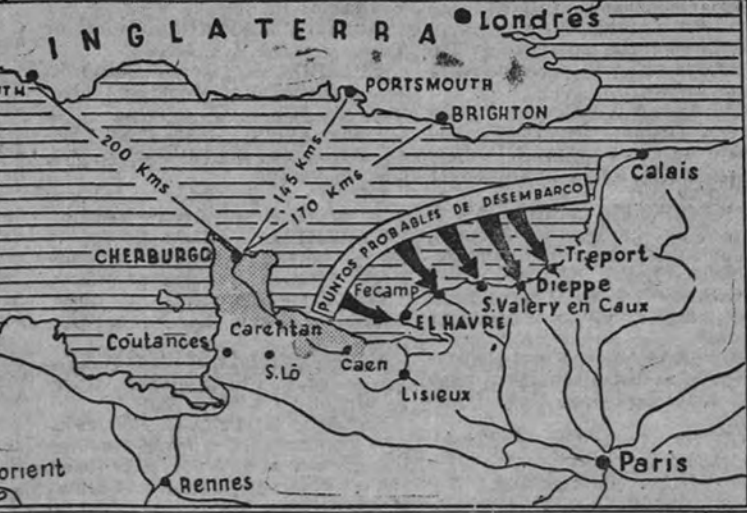 INGLATERRA
Londres
TH
PORTSMOUTH
BRIGHTON
200 Kms
145 Kms
170 Kms
Calais
PUNTOS PROBABLES DE DESEMBARCO
CHERBURGO
Treport
Fecamp
Dieppe
S.Valery en Caux
Carentan
EL HAVRE
Coutances
S.Lô
Caen
Lisieux
Paris
orient
Rennes